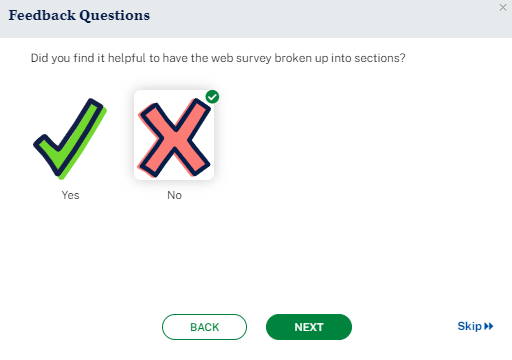 Feedback Questions
Did you find it helpful to have the web survey broken up into sections?
Yes
No
BACK
NEXT
Skip